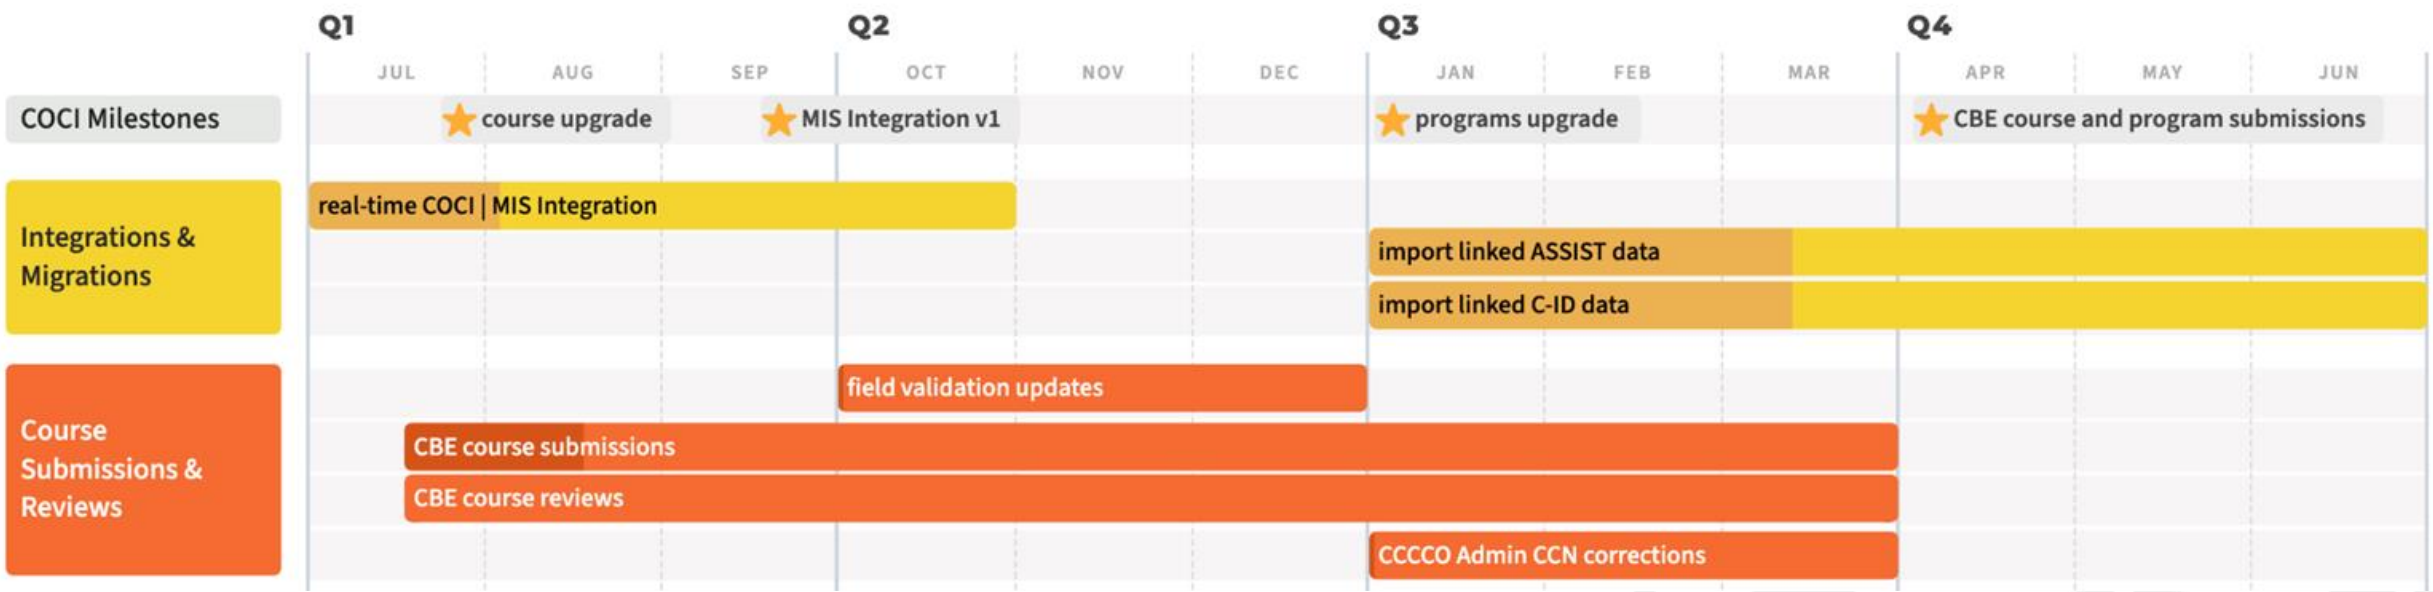 Q1 Q2 Q3 Q4
JUL AUG SEP OCT NOV DEC JAN FEB MAR APR MAY JUN
COCI Milestones
course upgrade
MIS Integration v1
programs upgrade
CBE course and program submissions
Integrations &
Migrations
real-time COCI | MIS Integration
import linked ASSIST data
import linked C-ID data
Course
Submissions &
Reviews
field validation updates
CBE course submissions
CBE course reviews
CCCCO Admin CCN corrections